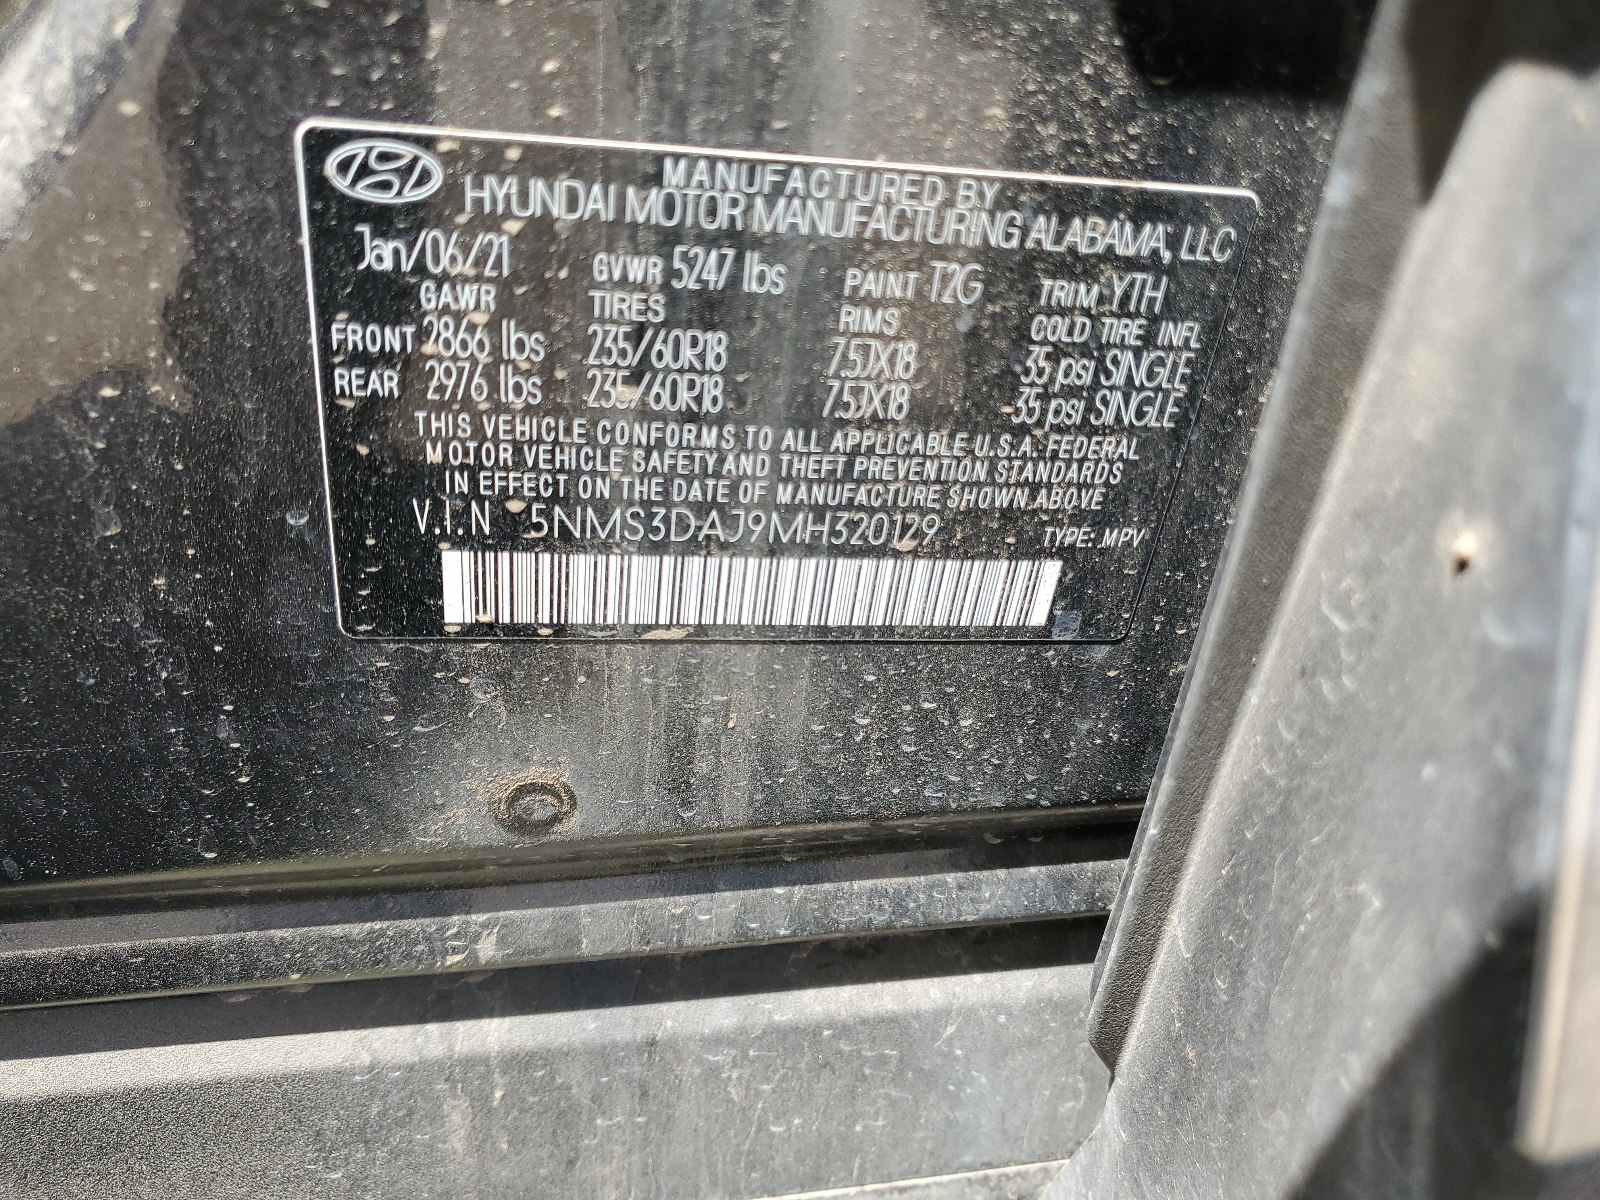 MANUFACTURED BY
HYUNDAI MOTOR MANUFACTURING ALABAMA, LLC
Jan/06/21 GVWR 5247 lbs PAINT T2G TRIM YTH
GAWR TIRES RIMS COLD TIRE INFL
FRONT 2866 lbs 235/60R18 7.5JX18 35 psi SINGLE
REAR 2976 lbs 235/60R18 7.5JX18 35 psi SINGLE
THIS VEHICLE CONFORMS TO ALL APPLICABLE U.S.A. FEDERAL
MOTOR VEHICLE SAFETY AND THEFT PREVENTION STANDARDS
IN EFFECT ON THE DATE OF MANUFACTURE SHOWN ABOVE
V.I.N 5NMS3DAJ9MH320129 TYPE: MPV